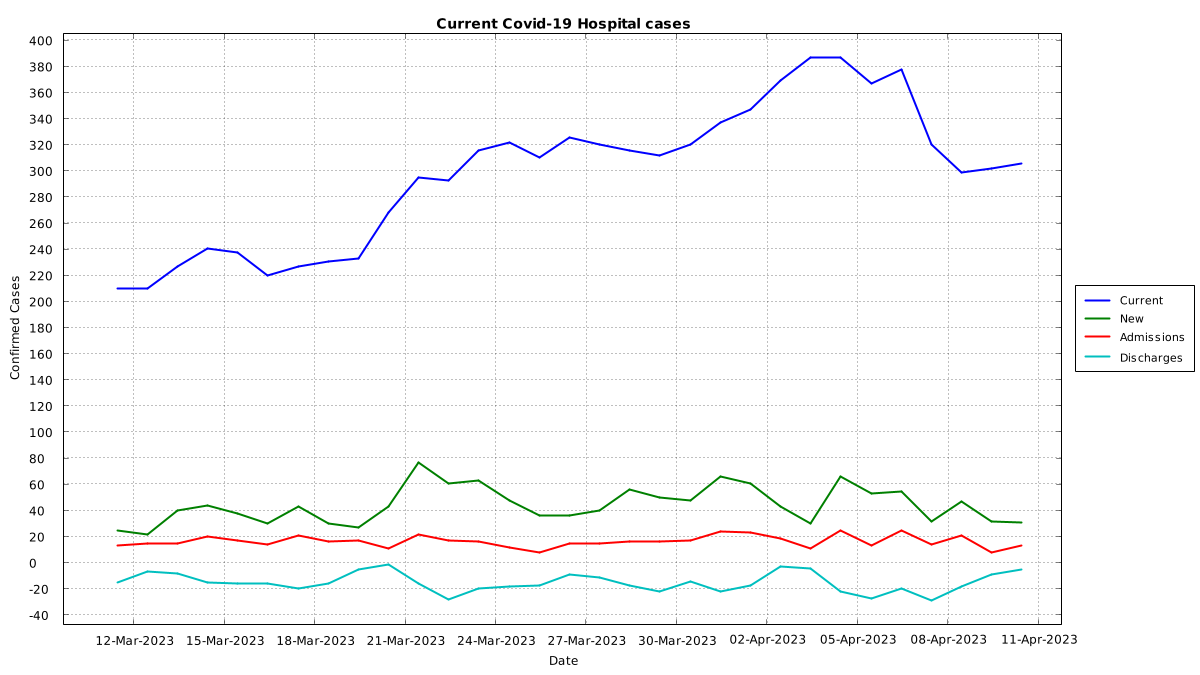 Current Covid-19 Hospital cases
400
380
360
340
320
300
280
260
240
220
200
180
160
140
120
100
80
60
40
20
0
-20
-40
Confirmed Cases
12-Mar-2023 15-Mar-2023 18-Mar-2023 21-Mar-2023 24-Mar-2023 27-Mar-2023 30-Mar-2023 02-Apr-2023 05-Apr-2023 08-Apr-2023 11-Apr-2023
Date
Current
New
Admissions
Discharges